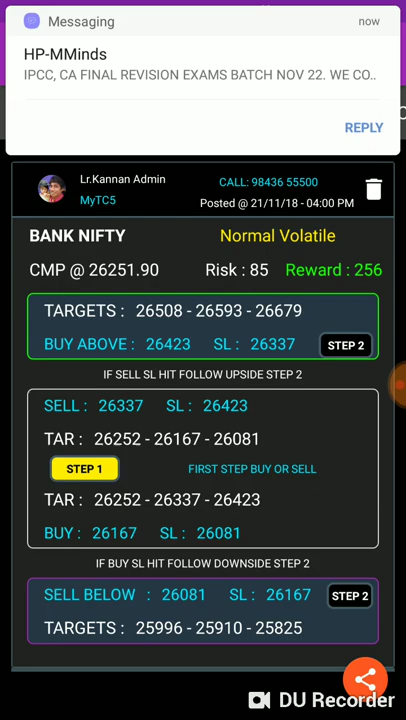 Messaging
now
HP-MMinds
IPCC, CA FINAL REVISION EXAMS BATCH NOV 22. WE CO..
REPLY
Lr.Kannan Admin
CALL: 98436 55500
MyTC5
Posted @ 21/11/18 - 04:00 PM
BANK NIFTY
Normal Volatile
CMP @ 26251.90
Risk : 85
Reward : 256
TARGETS : 26508 - 26593 - 26679
BUY ABOVE : 26423
SL : 26337
STEP 2
IF SELL SL HIT FOLLOW UPSIDE STEP 2
SELL : 26337
SL : 26423
TAR : 26252 - 26167 - 26081
STEP 1
FIRST STEP BUY OR SELL
TAR : 26252 - 26337 - 26423
BUY : 26167
SL : 26081
IF BUY SL HIT FOLLOW DOWNSIDE STEP 2
SELL BELOW : 26081
SL : 26167
STEP 2
TARGETS : 25996 - 25910 - 25825
DU Recorder